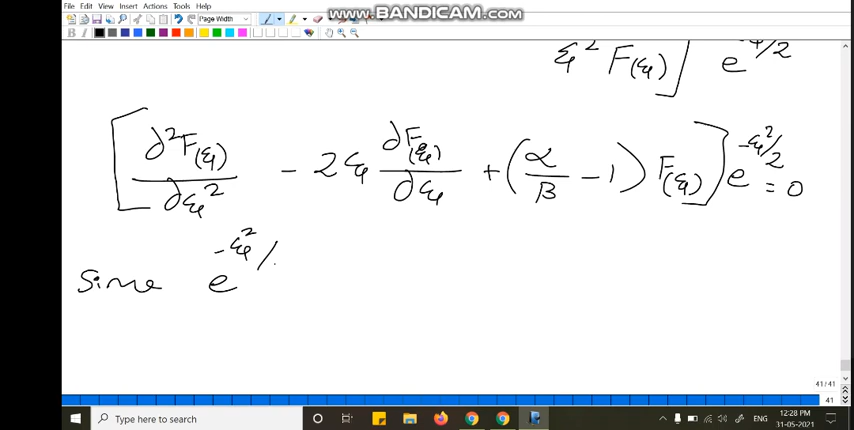 File Edit View Insert Actions Tools Help
www.BANDICAM.com
Page Width
B I
ξ² F(ξ)] e^{-ξ²/2}
[∂²F(ξ)/∂ξ² - 2ξ ∂F(ξ)/∂ξ + (α/β - 1) F(ξ)] e^{-ξ²/2} = 0
Since e^{-ξ²/
41/41
41
Type here to search
ENG
12:28 PM
31-05-2021